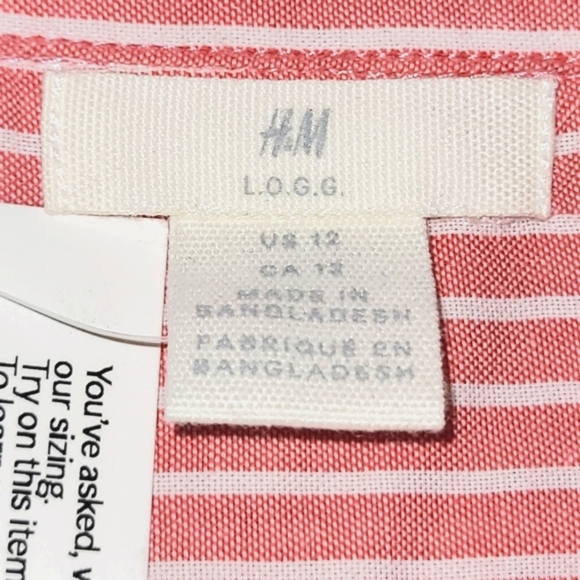 H&M
L.O.G.G.
US 12
CA 12
MADE IN
BANGLADESH
FABRIQUÉ EN
BANGLADESH
You've asked,
our sizing.
Try on this item